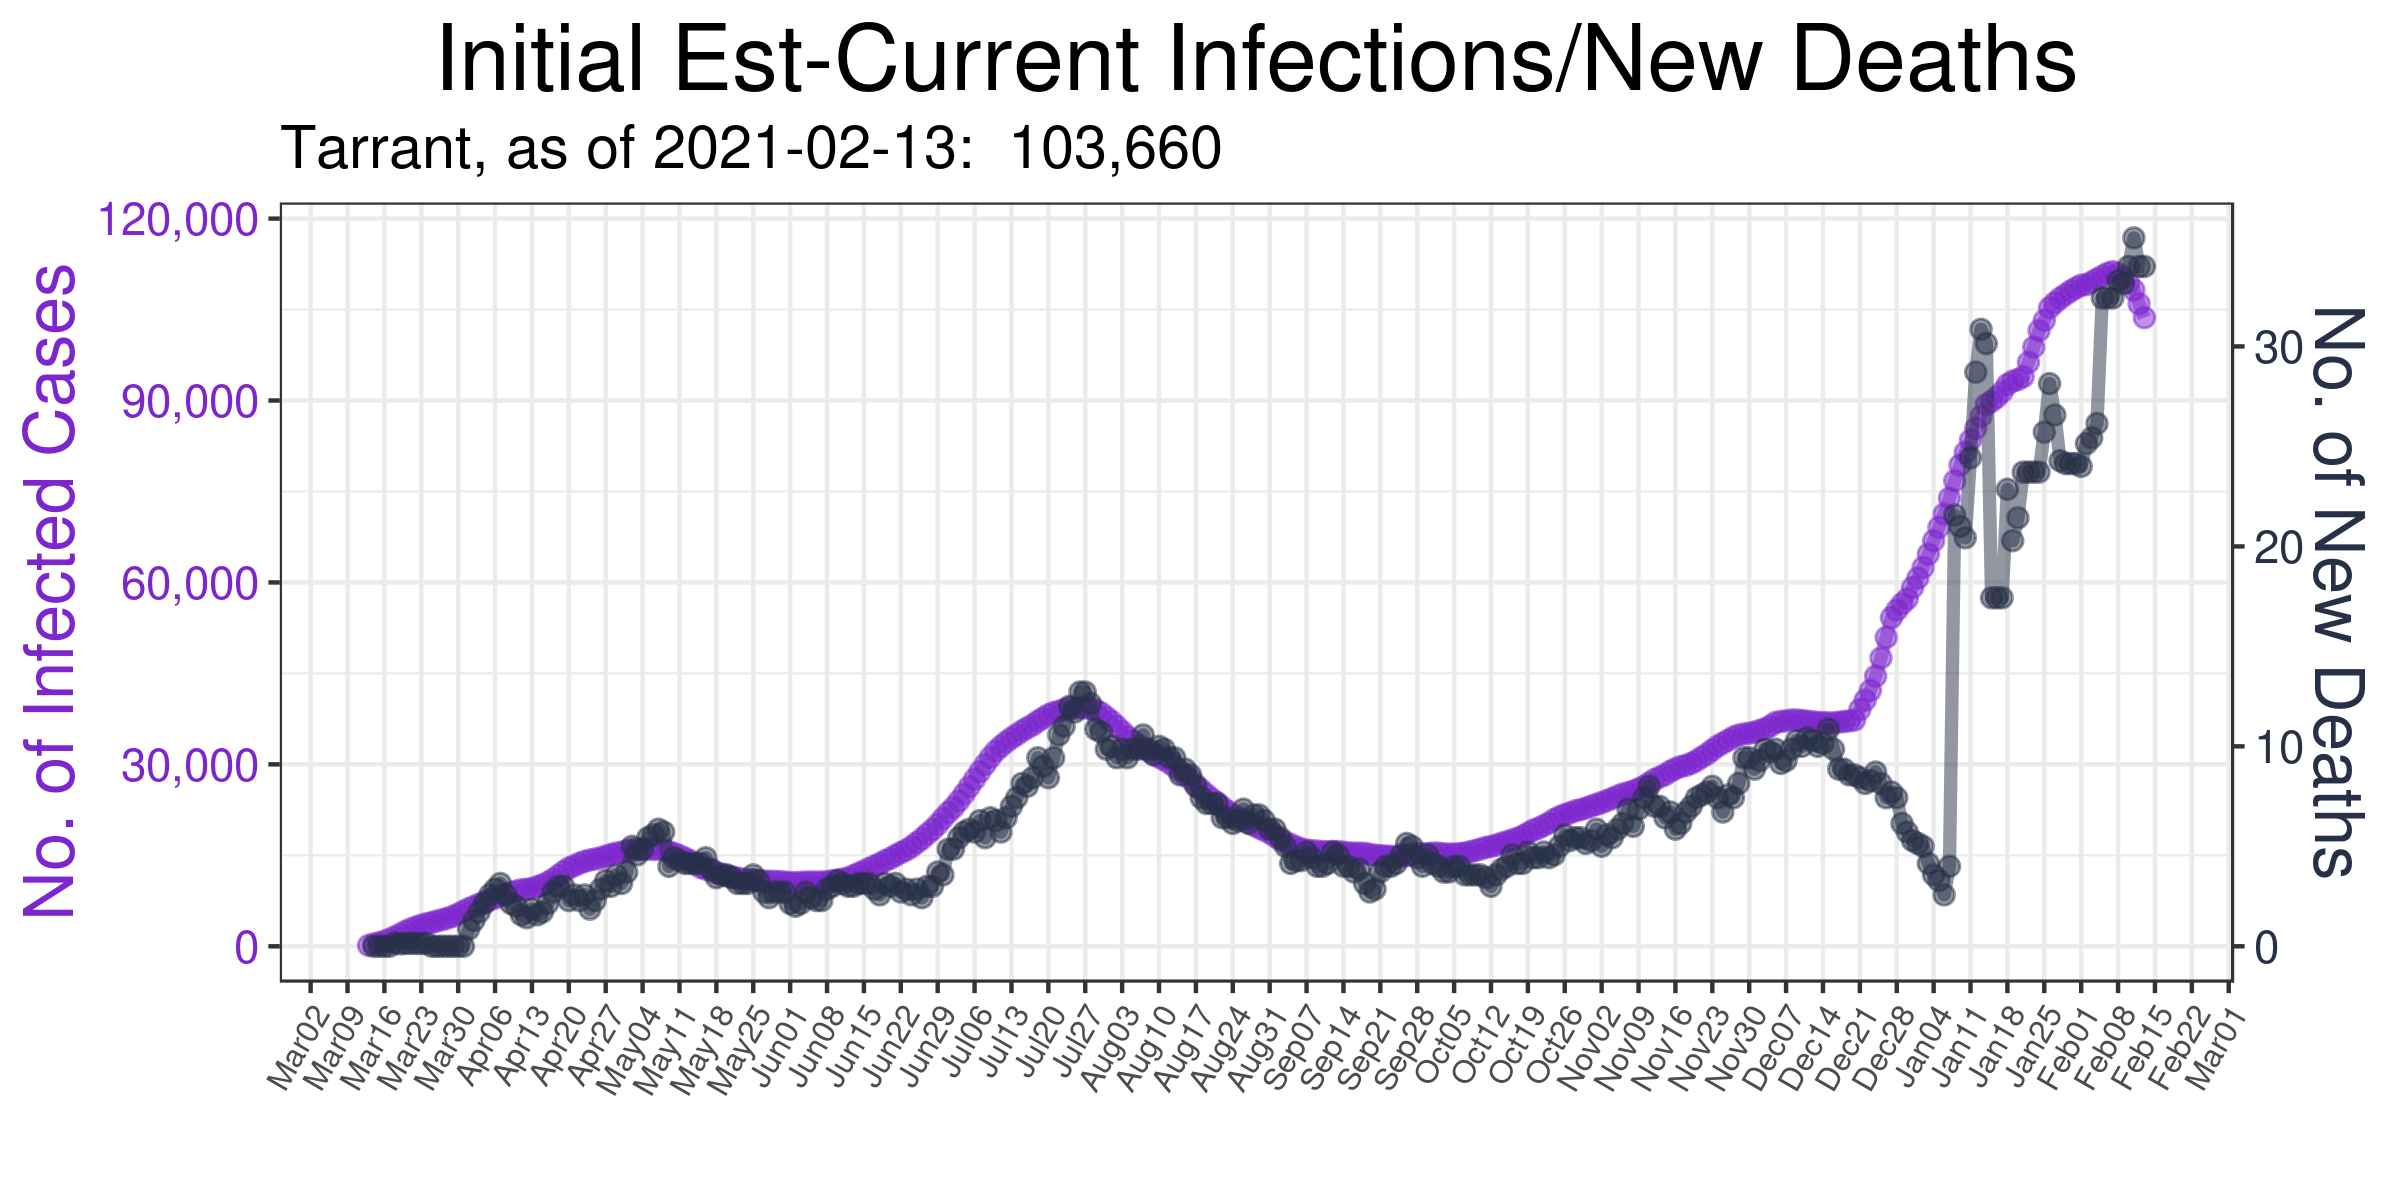 Initial Est-Current Infections/New Deaths
Tarrant, as of 2021-02-13:  103,660
No. of Infected Cases
120,000
90,000
60,000
30,000
0
30
20
10
0
No. of New Deaths
Mar02
Mar09
Mar16
Mar23
Mar30
Apr06
Apr13
Apr20
Apr27
May04
May11
May18
May25
Jun01
Jun08
Jun15
Jun22
Jun29
Jul06
Jul13
Jul20
Jul27
Aug03
Aug10
Aug17
Aug24
Aug31
Sep07
Sep14
Sep21
Sep28
Oct05
Oct12
Oct19
Oct26
Nov02
Nov09
Nov16
Nov23
Nov30
Dec07
Dec14
Dec21
Dec28
Jan04
Jan11
Jan18
Jan25
Feb01
Feb08
Feb15
Feb22
Mar01